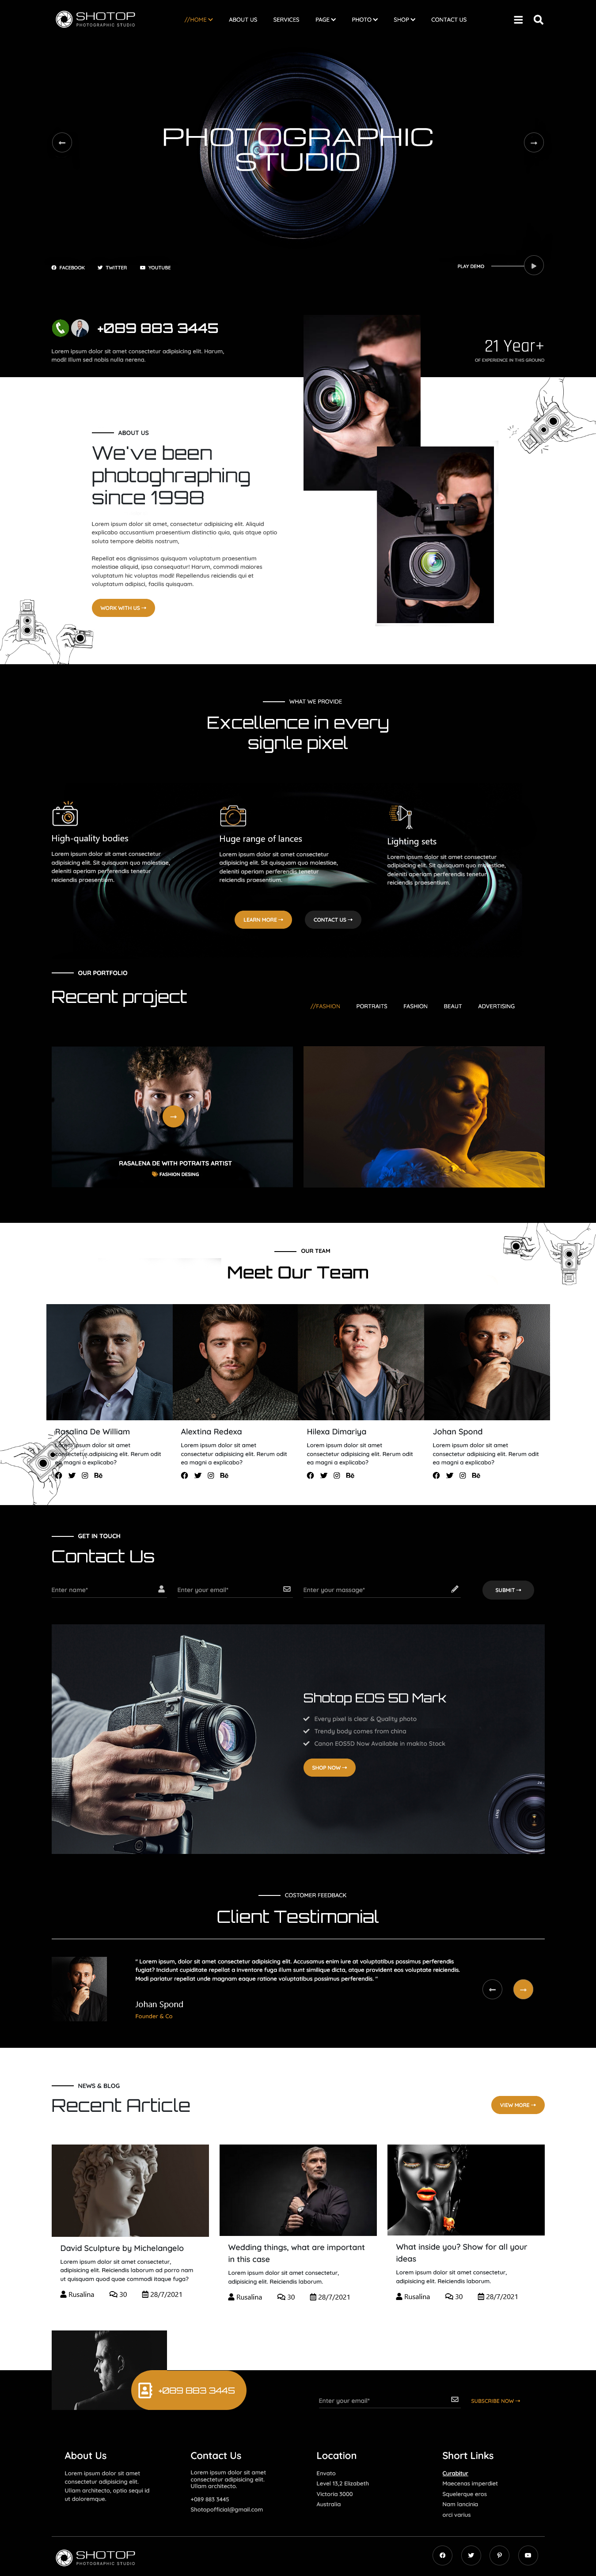 SHOTOP
PHOTOGRAPHIC STUDIO
//HOME
ABOUT US
SERVICES
PAGE
PHOTO
SHOP
CONTACT US
PHOTOGRAPHIC
STUDIO
FACEBOOK
TWITTER
YOUTUBE
PLAY DEMO
+089 883 3445
Lorem ipsum dolor sit amet consectetur adipisicing elit. Harum,
modi! Illum sed nobis nulla nemo.
21 Year+
OF EXPERIENCE IN THIS GROUND
ABOUT US
We've been
photoghraphing
since 1998
Lorem ipsum dolor sit amet, consectetur adipisicing elit. Aliquid
explicabo accusantium praesentium distinctio quia, quis atque optio
soluta tempore debitis nostrum,
Repellat eos dignissimos quisquam voluptatum praesentium
molestiae aliquid, ipsa consequatur! Harum, commodi maiores
voluptatum hic voluptas modi! Repellendus reiciendis qui et
voluptatum adipisci, facilis quisquam.
WORK WITH US
WHAT WE PROVIDE
Excellence in every
signle pixel
High-quality bodies
Lorem ipsum dolor sit amet consectetur
adipisicing elit. Sit quisquam quo molestiae,
deleniti aperiam perferendis tenetur
reiciendis praesentium.
Huge range of lances
Lorem ipsum dolor sit amet consectetur
adipisicing elit. Sit quisquam quo molestiae,
deleniti aperiam perferendis tenetur
reiciendis praesentium.
Lighting sets
Lorem ipsum dolor sit amet consectetur
adipisicing elit. Sit quisquam quo molestiae,
deleniti aperiam perferendis tenetur
reiciendis praesentium.
LEARN MORE
CONTACT US
OUR PORTFOLIO
Recent project
//FASHION
PORTRAITS
FASHION
BEAUT
ADVERTISING
RASALENA DE WITH POTRAITS ARTIST
FASHION DESING
OUR TEAM
Meet Our Team
Rosalina De William
Lorem ipsum dolor sit amet
consectetur adipisicing elit. Rerum odit
ea magni a explicabo?
Bē
Alextina Redexa
Lorem ipsum dolor sit amet
consectetur adipisicing elit. Rerum odit
ea magni a explicabo?
Bē
Hilexa Dimariya
Lorem ipsum dolor sit amet
consectetur adipisicing elit. Rerum odit
ea magni a explicabo?
Bē
Johan Spond
Lorem ipsum dolor sit amet
consectetur adipisicing elit. Rerum odit
ea magni a explicabo?
Bē
GET IN TOUCH
Contact Us
Enter name*
Enter your email*
Enter your massage*
SUBMIT
Shotop EOS 5D Mark
Every pixel is clear & Quality photo
Trendy body comes from china
Canon EOS5D Now Available in makito Stock
SHOP NOW
COSTOMER FEEDBACK
Client Testimonial
" Lorem ipsum, dolor sit amet consectetur adipisicing elit. Accusamus enim iure at voluptatibus possimus perferendis
fugiat? Incidunt cupiditate repellat a inventore fuga illum sunt similique dicta, atque provident eos voluptate reiciendis.
Modi pariatur repellat unde magnam eaque ratione voluptatibus possimus perferendis. "
Johan Spond
Founder & Co
NEWS & BLOG
Recent Article
VIEW MORE
David Sculpture by Michelangelo
Lorem ipsum dolor sit amet consectetur,
adipisicing elit. Reiciendis laborum ad porro nam
ut quisquam quod quae commodi itaque fuga?
Rusalina
30
28/7/2021
Wedding things, what are important
in this case
Lorem ipsum dolor sit amet consectetur,
adipisicing elit. Reiciendis laborum.
Rusalina
30
28/7/2021
What inside you? Show for all your
ideas
Lorem ipsum dolor sit amet consectetur,
adipisicing elit. Reiciendis laborum.
Rusalina
30
28/7/2021
+089 883 3445
Enter your email*
SUBSCRIBE NOW
About Us
Lorem ipsum dolor sit amet
consectetur adipisicing elit.
Ullam architecto, optio sequi id
ut doloremque.
Contact Us
Lorem ipsum dolor sit amet
consectetur adipisicing elit.
Ullam architecto.
+089 883 3445
Shotopofficial@gmail.com
Location
Envato
Level 13,2 Elizabeth
Victoria 3000
Australia
Short Links
Curabitur
Maecenas imperdiet
Squelerque eros
Nam lancinia
orci varius
SHOTOP
PHOTOGRAPHIC STUDIO